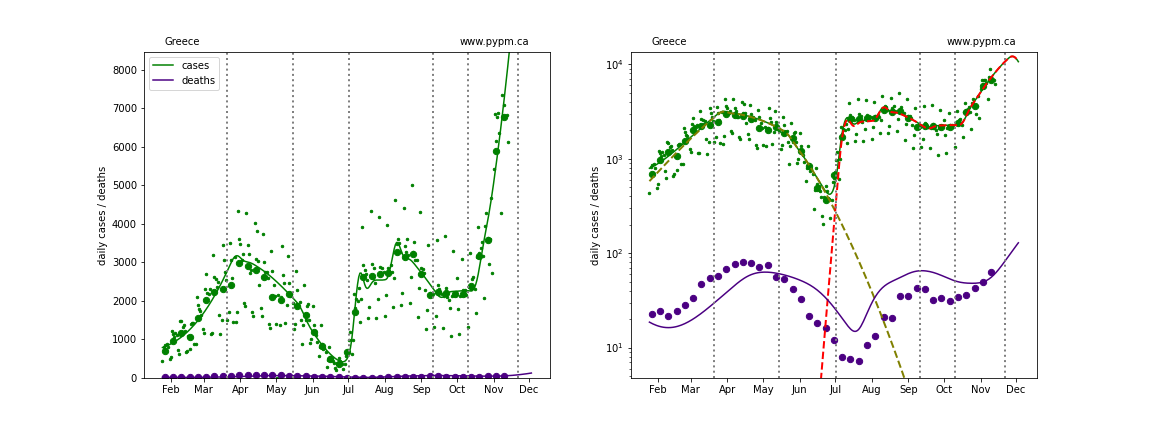 Greece www.pypm.ca
cases
deaths
daily cases / deaths
8000
7000
6000
5000
4000
3000
2000
1000
0
Feb Mar Apr May Jun Jul Aug Sep Oct Nov Dec
Greece www.pypm.ca
daily cases / deaths
10⁴
10³
10²
10¹
Feb Mar Apr May Jun Jul Aug Sep Oct Nov Dec